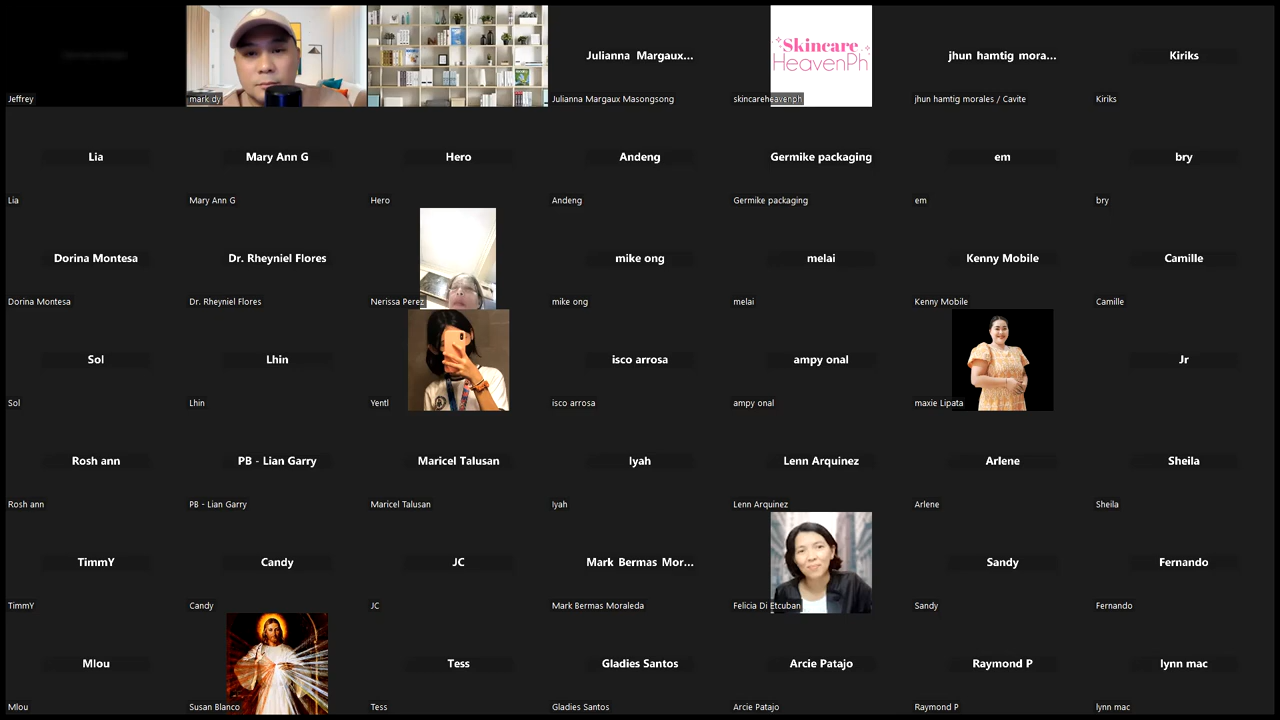 Jeffrey
mark dy
Julianna Margaux...
Julianna Margaux Masongsong
Skincare
HeavenPh
skincareheavenph
jhun hamtig mora...
jhun hamtig morales / Cavite
Kiriks
Kiriks
Lia
Lia
Mary Ann G
Mary Ann G
Hero
Hero
Andeng
Andeng
Germike packaging
Germike packaging
em
em
bry
bry
Dorina Montesa
Dorina Montesa
Dr. Rheyniel Flores
Dr. Rheyniel Flores
Nerissa Perez
mike ong
mike ong
melai
melai
Kenny Mobile
Kenny Mobile
Camille
Camille
Sol
Sol
Lhin
Lhin
Yentl
isco arrosa
isco arrosa
ampy onal
ampy onal
maxie Lipata
Jr
Jr
Rosh ann
Rosh ann
PB - Lian Garry
PB - Lian Garry
Maricel Talusan
Maricel Talusan
Iyah
Iyah
Lenn Arquinez
Lenn Arquinez
Arlene
Arlene
Sheila
Sheila
TimmY
TimmY
Candy
Candy
JC
JC
Mark Bermas Mor...
Mark Bermas Moraleda
Felicia Di Etcuban
Sandy
Sandy
Fernando
Fernando
Mlou
Mlou
Susan Blanco
Tess
Tess
Gladies Santos
Gladies Santos
Arcie Patajo
Arcie Patajo
Raymond P
Raymond P
lynn mac
lynn mac